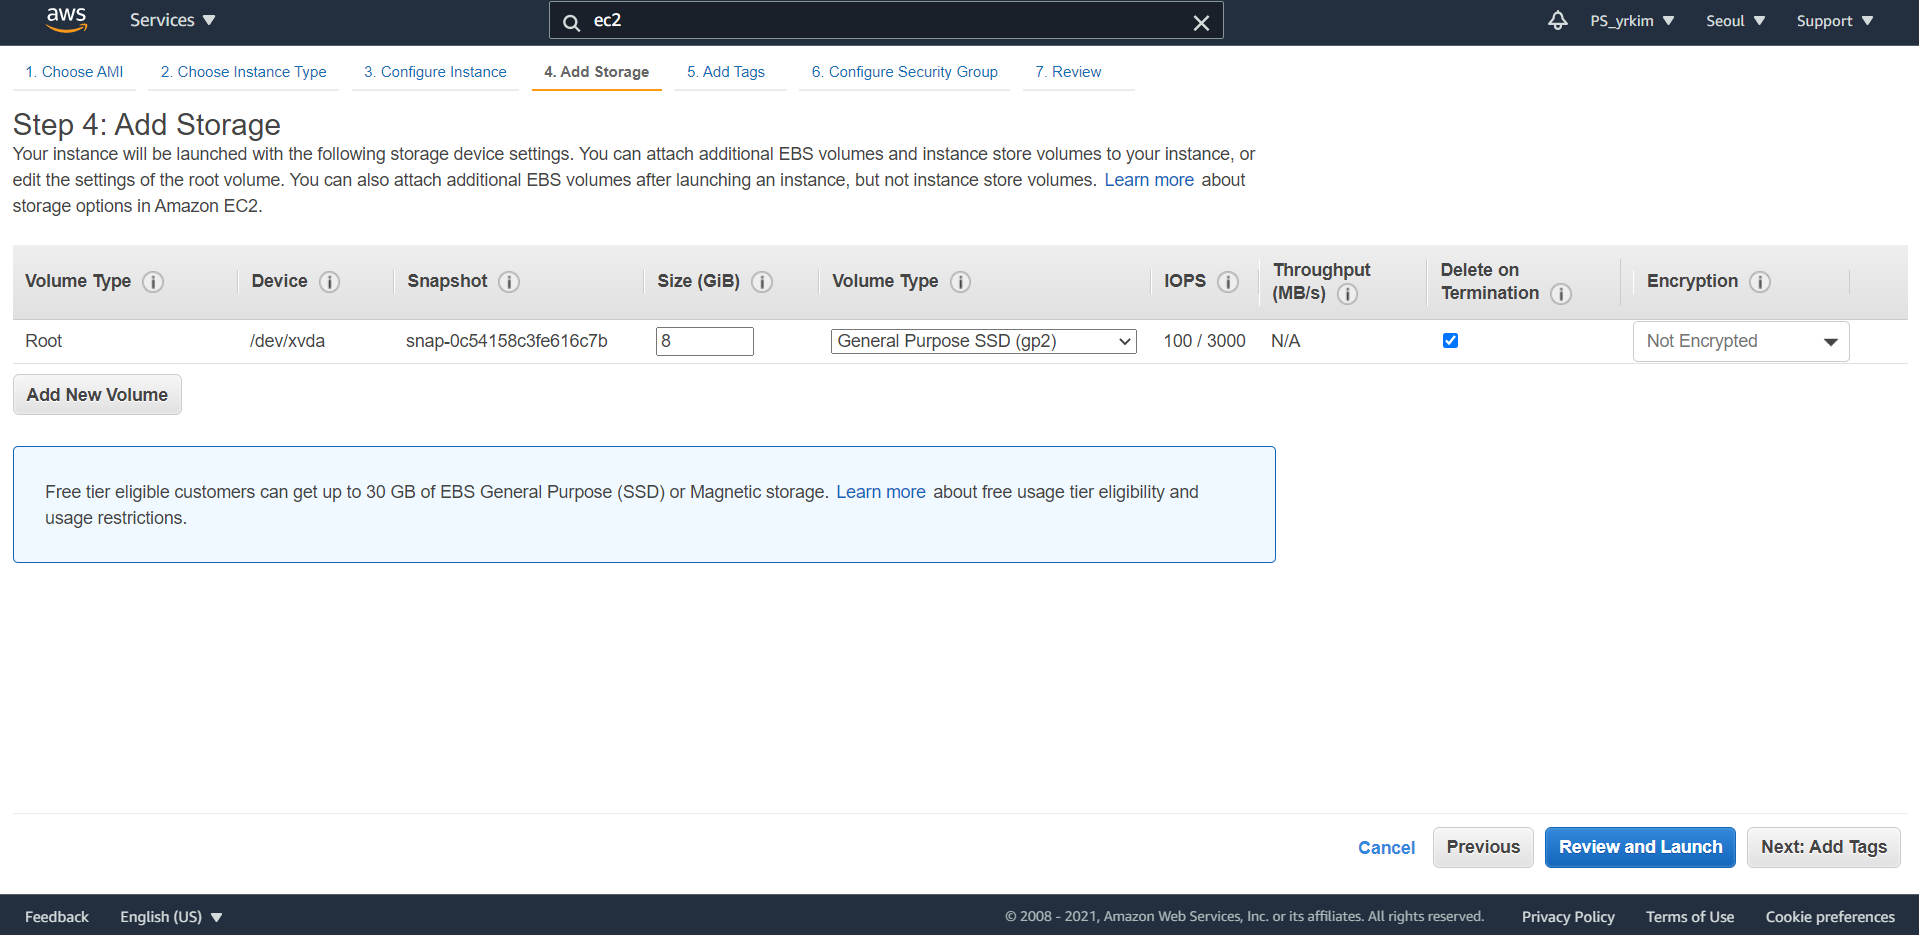 aws Services ec2 PS_yrkim Seoul Support
1. Choose AMI 2. Choose Instance Type 3. Configure Instance 4. Add Storage 5. Add Tags 6. Configure Security Group 7. Review
Step 4: Add Storage
Your instance will be launched with the following storage device settings. You can attach additional EBS volumes and instance store volumes to your instance, or
edit the settings of the root volume. You can also attach additional EBS volumes after launching an instance, but not instance store volumes. Learn more about
storage options in Amazon EC2.
Volume Type Device Snapshot Size (GiB) Volume Type IOPS Throughput (MB/s) Delete on Termination Encryption
Root /dev/xvda snap-0c54158c3fe616c7b 8 General Purpose SSD (gp2) 100 / 3000 N/A Not Encrypted
Add New Volume
Free tier eligible customers can get up to 30 GB of EBS General Purpose (SSD) or Magnetic storage. Learn more about free usage tier eligibility and
usage restrictions.
Cancel Previous Review and Launch Next: Add Tags
Feedback English (US) © 2008 - 2021, Amazon Web Services, Inc. or its affiliates. All rights reserved. Privacy Policy Terms of Use Cookie preferences